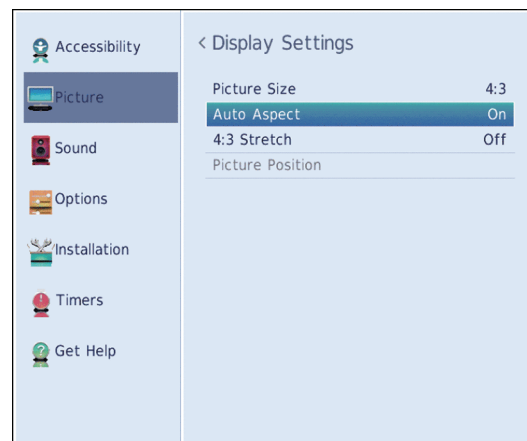 Accessibility
Picture
Sound
Options
Installation
Timers
Get Help
< Display Settings
Picture Size 4:3
Auto Aspect On
4:3 Stretch Off
Picture Position